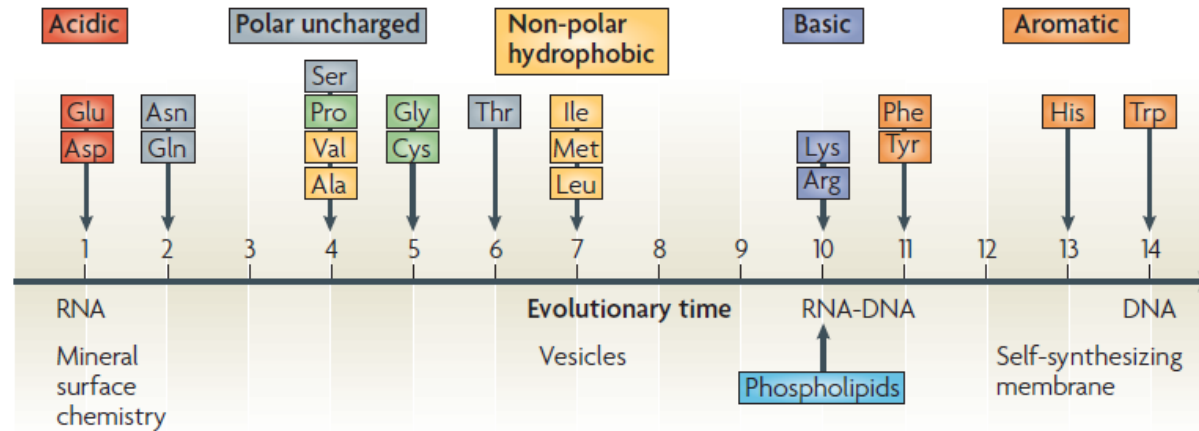 Acidic
Polar uncharged
Non-polar
hydrophobic
Basic
Aromatic
Glu
Asp
Asn
Gln
Ser
Pro
Val
Ala
Gly
Cys
Thr
Ile
Met
Leu
Lys
Arg
Phe
Tyr
His
Trp
1 2 3 4 5 6 7 8 9 10 11 12 13 14
RNA
Evolutionary time
RNA-DNA
DNA
Mineral
surface
chemistry
Vesicles
Phospholipids
Self-synthesizing
membrane